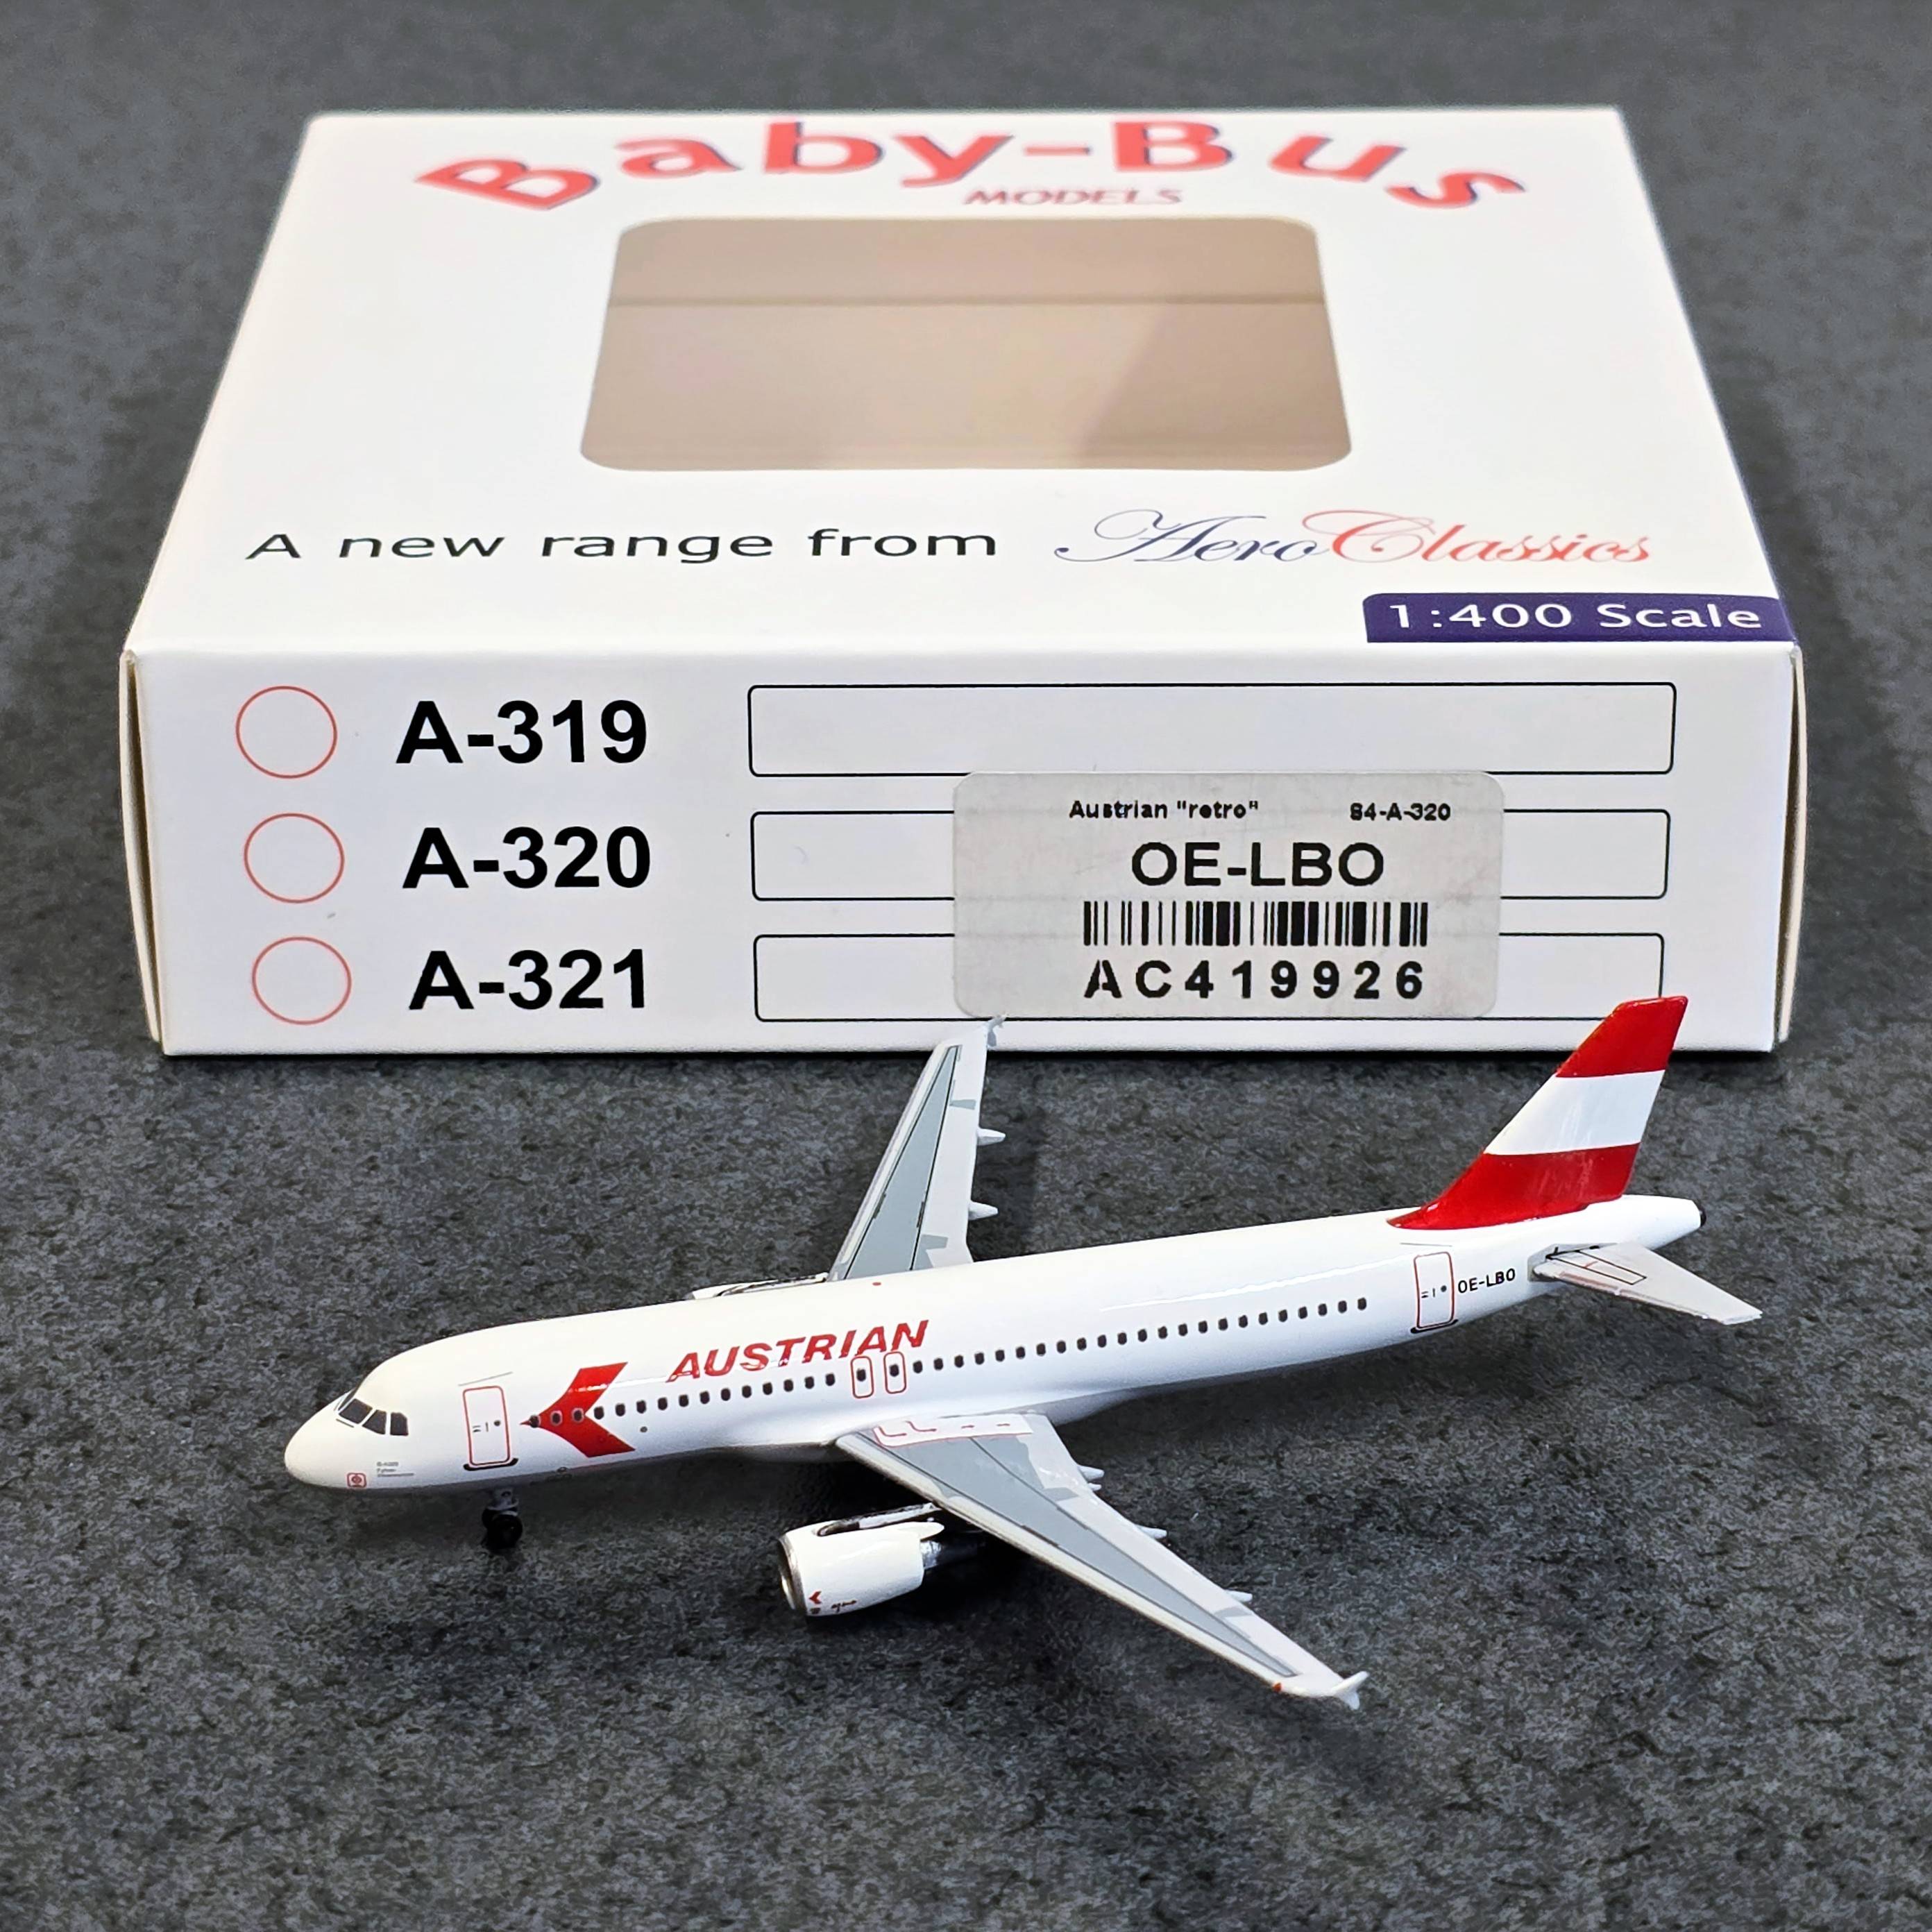 Baby-Bus
MODELS
A new range from AeroClassics
1:400 Scale
A-319
A-320
A-321
Austrian "retro" 84-A-320
OE-LBO
AC419926
OE-LBO
AUSTRIAN